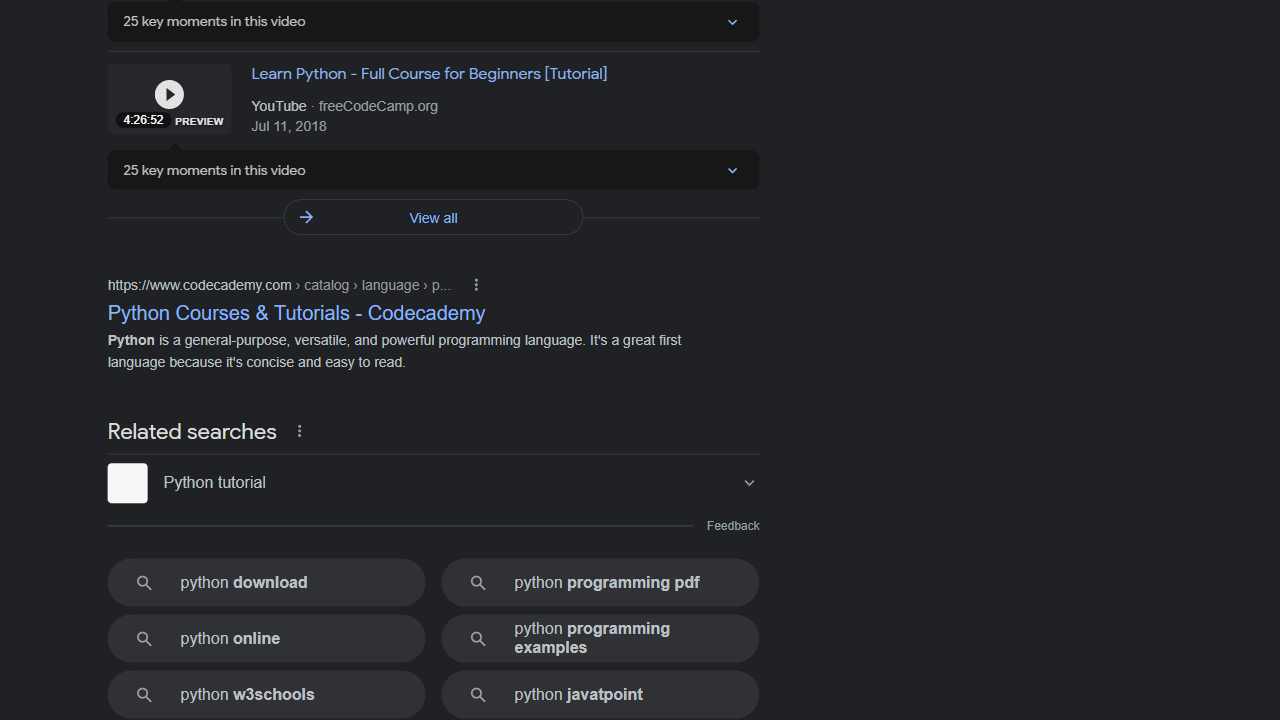 25 key moments in this video
Learn Python - Full Course for Beginners [Tutorial]
YouTube · freeCodeCamp.org
4:26:52 PREVIEW
Jul 11, 2018
25 key moments in this video
View all
https://www.codecademy.com › catalog › language › p...
Python Courses & Tutorials - Codecademy
Python is a general-purpose, versatile, and powerful programming language. It's a great first
language because it's concise and easy to read.
Related searches
Python tutorial
Feedback
python download
python programming pdf
python online
python programming
examples
python w3schools
python javatpoint